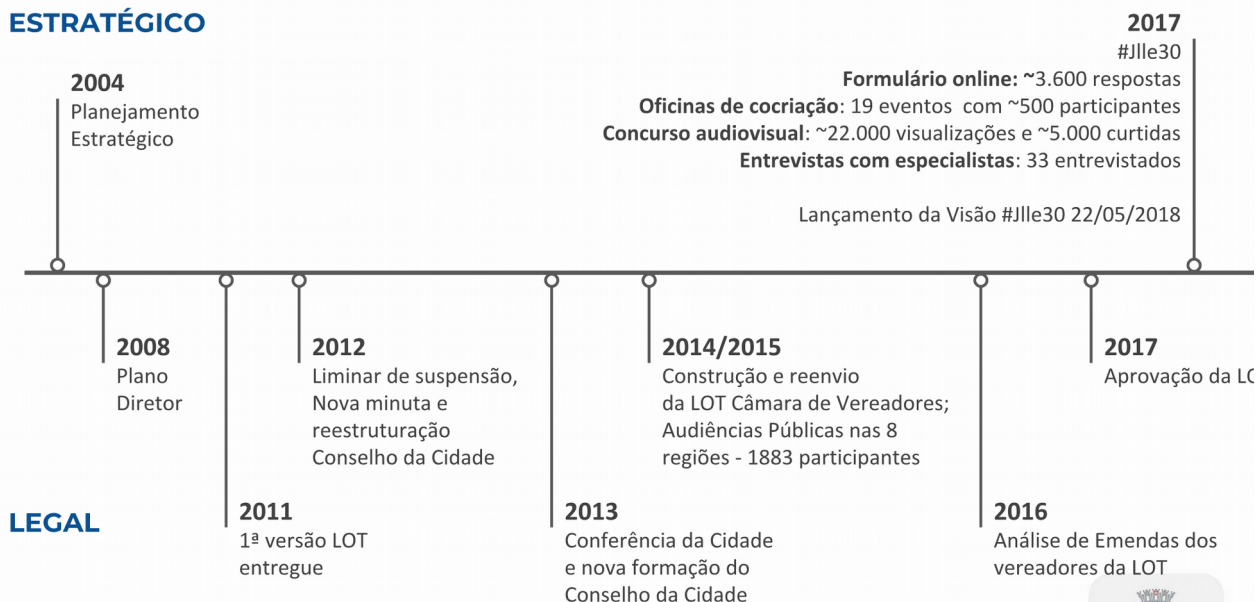 ESTRATÉGICO
2004
Planejamento
Estratégico
2017
#Jlle30
Formulário online: ~3.600 respostas
Oficinas de cocriação: 19 eventos com ~500 participantes
Concurso audiovisual: ~22.000 visualizações e ~5.000 curtidas
Entrevistas com especialistas: 33 entrevistados
Lançamento da Visão #Jlle30 22/05/2018
2008
Plano
Diretor
2012
Liminar de suspensão,
Nova minuta e
reestruturação
Conselho da Cidade
2014/2015
Construção e reenvio
da LOT Câmara de Vereadores;
Audiências Públicas nas 8
regiões - 1883 participantes
2017
Aprovação da
LEGAL
2011
1ª versão LOT
entregue
2013
Conferência da Cidade
e nova formação do
Conselho da Cidade
2016
Análise de Emendas dos
vereadores da LOT